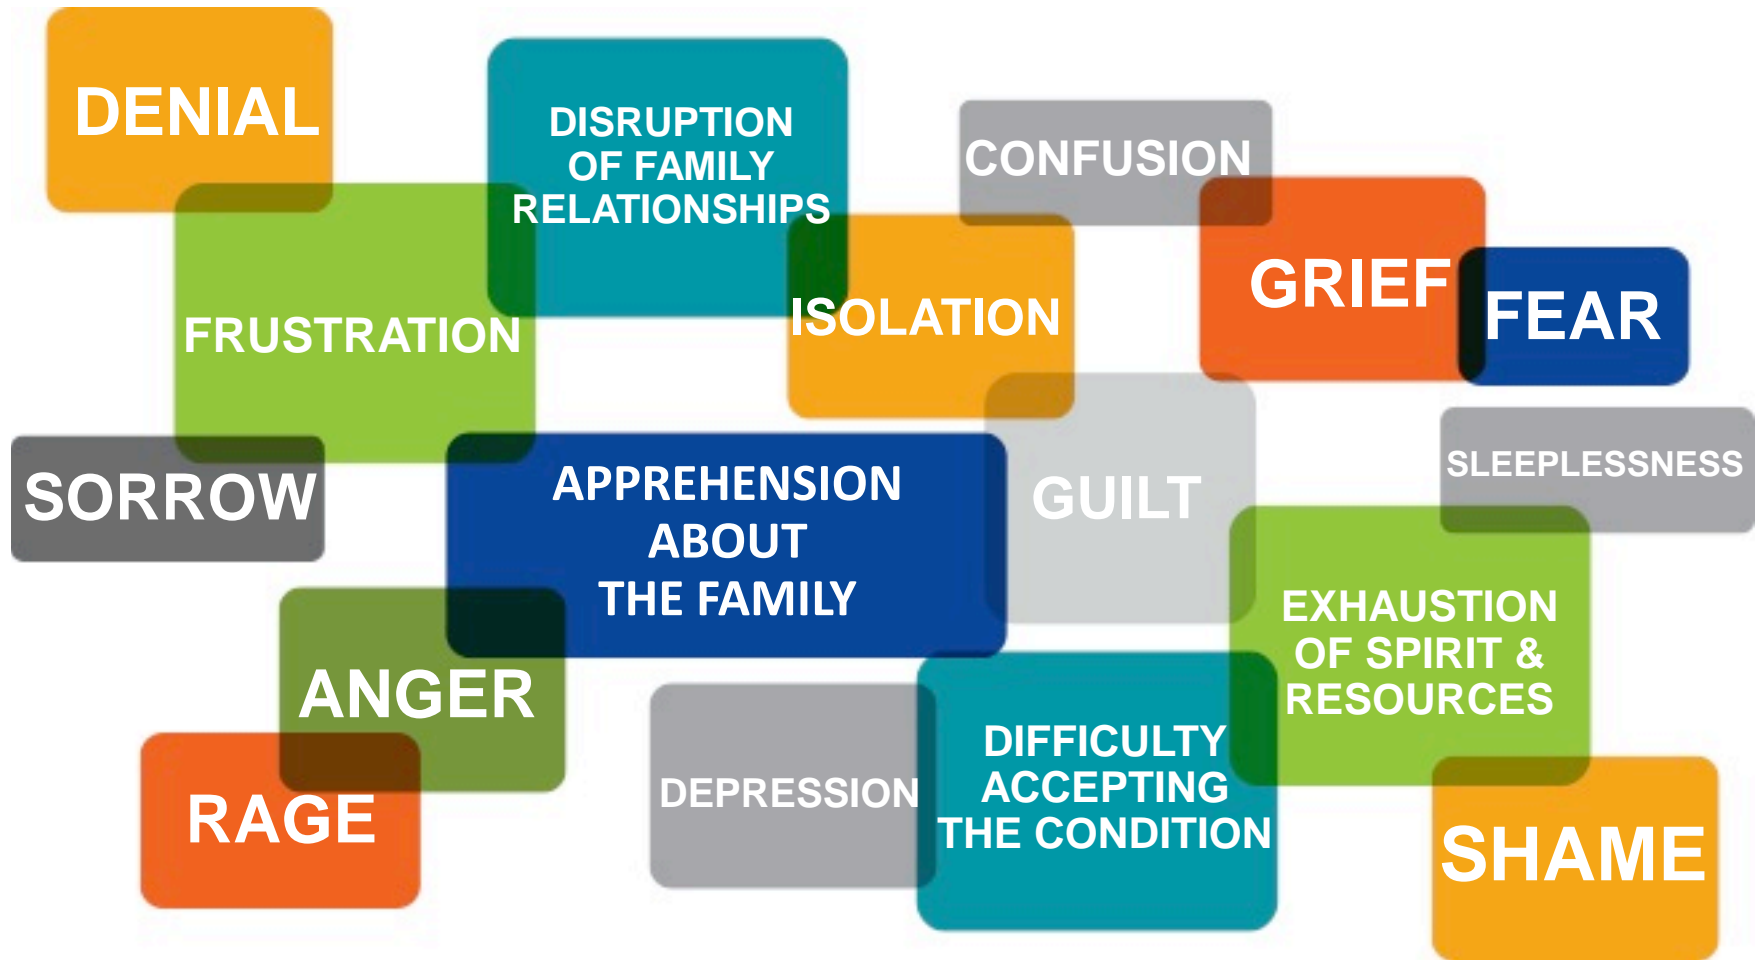 DENIAL
DISRUPTION
OF FAMILY
RELATIONSHIPS
CONFUSION
GRIEF
FEAR
FRUSTRATION
ISOLATION
SORROW
APPREHENSION
ABOUT
THE FAMILY
GUILT
SLEEPLESSNESS
ANGER
EXHAUSTION
OF SPIRIT &
RESOURCES
RAGE
DEPRESSION
DIFFICULTY
ACCEPTING
THE CONDITION
SHAME